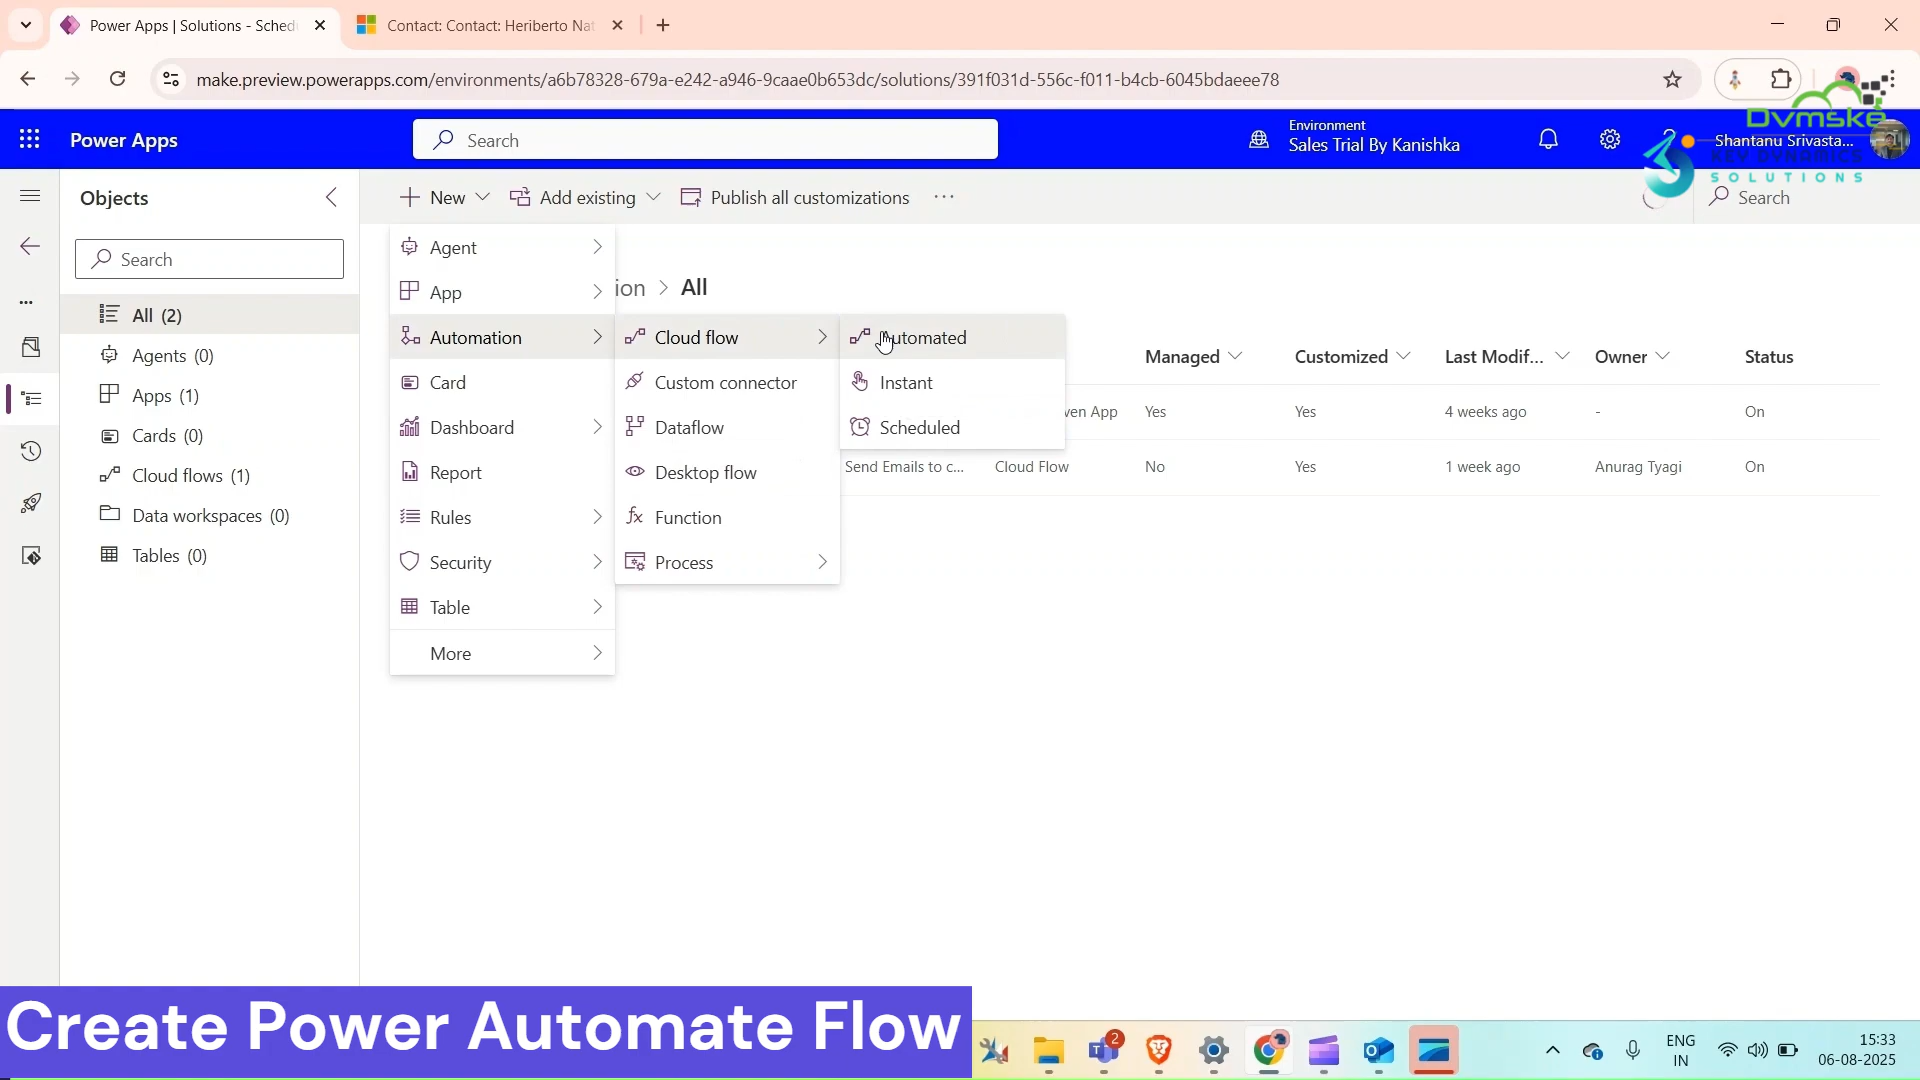 Power Apps | Solutions - Sched
Contact: Contact: Heriberto Nat
make.preview.powerapps.com/environments/a6b78328-679a-e242-a946-9caae0b653dc/solutions/391f031d-556c-f011-b4cb-6045bdaeee78
Power Apps
Search
Environment
Sales Trial By Kanishka
Shantanu Srivasta...
Dvmske
KEY DYNAMICS
SOLUTIONS
Objects
New
Add existing
Publish all customizations
...
Search
Search
All (2)
Agents (0)
Apps (1)
Cards (0)
Cloud flows (1)
Data workspaces (0)
Tables (0)
Agent
App
Automation
Card
Dashboard
Report
Rules
Security
Table
More
Cloud flow
Custom connector
Dataflow
Desktop flow
Function
Process
Automated
Instant
Scheduled
ion > All
Managed Customized Last Modif... Owner Status
ven App Yes Yes 4 weeks ago - On
Send Emails to c... Cloud Flow No Yes 1 week ago Anurag Tyagi On
Create Power Automate Flow
2
ENG
IN
15:33
06-08-2025